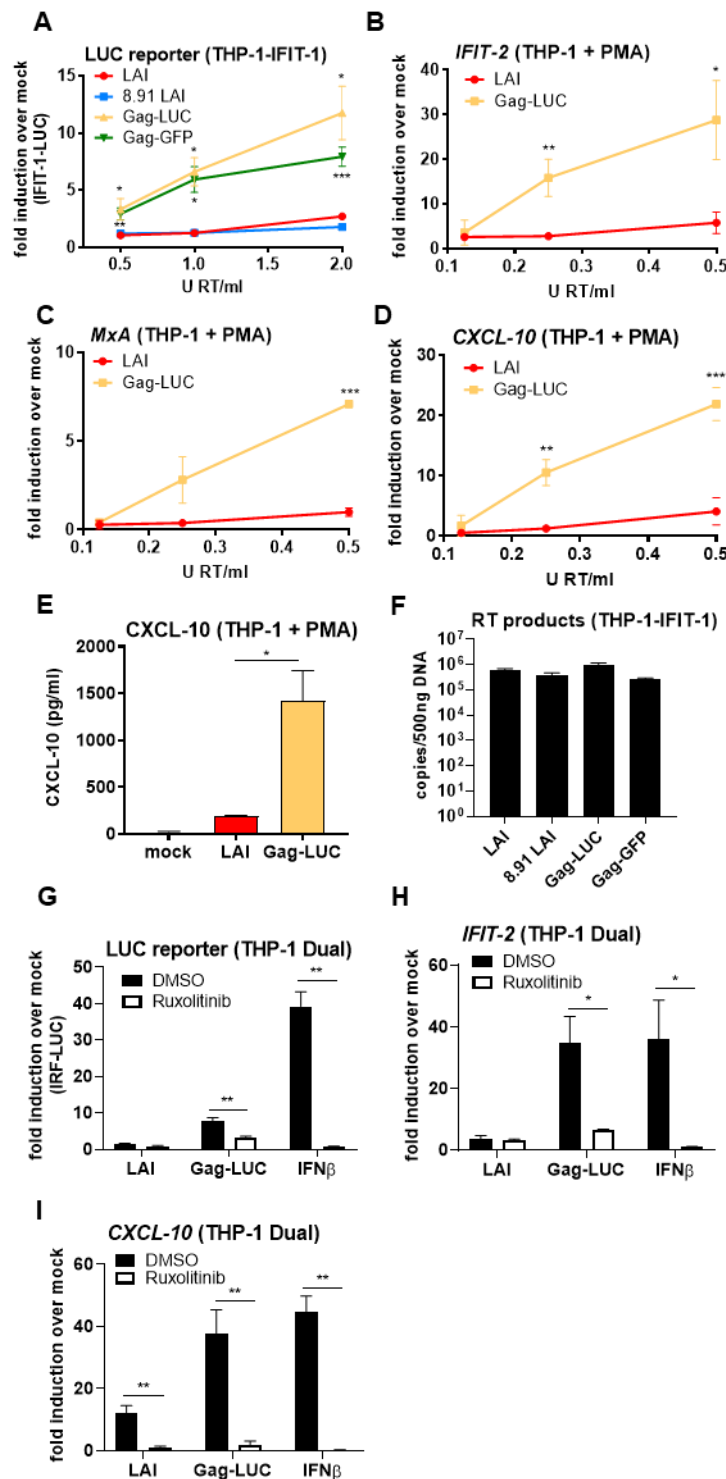 A
LUC reporter (THP-1-IFIT-1)
fold induction over mock
(IFIT-1-LUC)
15
10
5
0
LAI
8.91 LAI
Gag-LUC
Gag-GFP
*
*
***
*
*
**
0.5
1.0
1.5
2.0
U RT/ml
B
IFIT-2 (THP-1 + PMA)
fold induction over mock
40
30
20
10
0
LAI
Gag-LUC
*
**
0.1
0.2
0.3
0.4
0.5
U RT/ml
C
MxA (THP-1 + PMA)
fold induction over mock
10
5
0
LAI
Gag-LUC
***
0.1
0.2
0.3
0.4
0.5
U RT/ml
D
CXCL-10 (THP-1 + PMA)
fold induction over mock
30
20
10
0
LAI
Gag-LUC
***
**
0.1
0.2
0.3
0.4
0.5
U RT/ml
E
CXCL-10 (THP-1 + PMA)
CXCL-10 (pg/ml)
2000
1500
1000
500
0
*
mock
LAI
Gag-LUC
F
RT products (THP-1-IFIT-1)
copies/500ng DNA
10⁷
10⁶
10⁵
10⁴
10³
10²
10¹
10⁰
LAI
8.91 LAI
Gag-LUC
Gag-GFP
G
LUC reporter (THP-1 Dual)
fold induction over mock
(IRF-LUC)
50
40
30
20
10
0
DMSO
Ruxolitinib
**
**
LAI
Gag-LUC
IFNβ
H
IFIT-2 (THP-1 Dual)
fold induction over mock
60
40
20
0
DMSO
Ruxolitinib
*
*
LAI
Gag-LUC
IFNβ
I
CXCL-10 (THP-1 Dual)
fold induction over mock
60
40
20
0
DMSO
Ruxolitinib
**
**
**
LAI
Gag-LUC
IFNβ